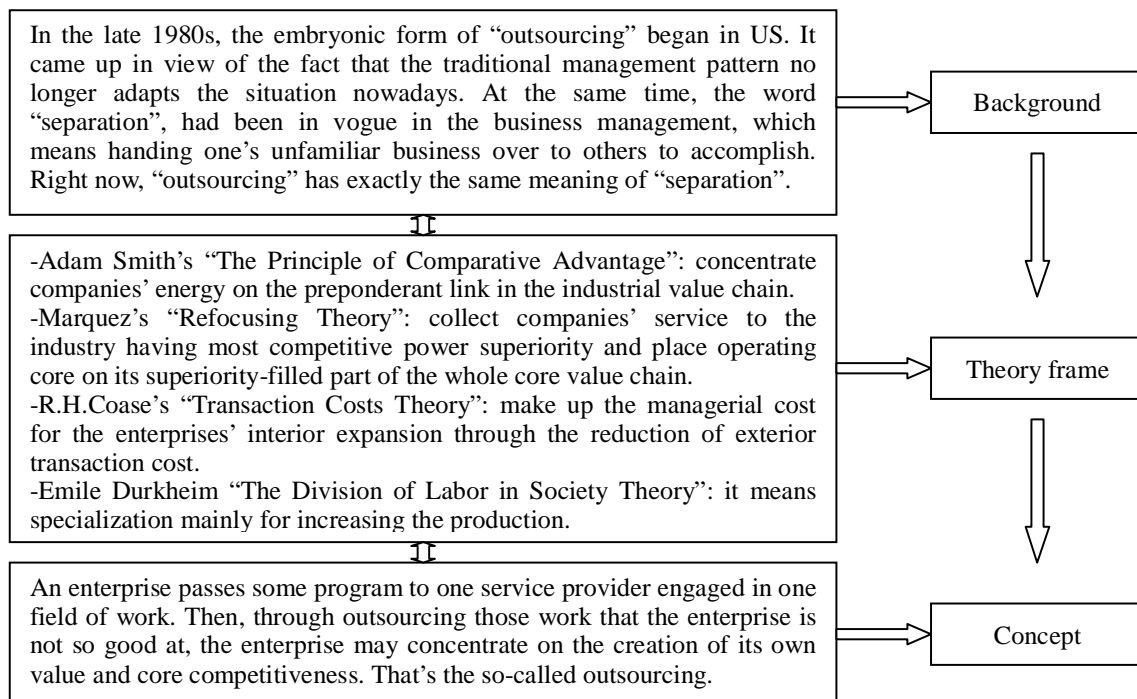 In the late 1980s, the embryonic form of “outsourcing” began in US. It
came up in view of the fact that the traditional management pattern no
longer adapts the situation nowadays. At the same time, the word
“separation”, had been in vogue in the business management, which
means handing one’s unfamiliar business over to others to accomplish.
Right now, “outsourcing” has exactly the same meaning of “separation”.
Background
-Adam Smith’s “The Principle of Comparative Advantage”: concentrate
companies’ energy on the preponderant link in the industrial value chain.
-Marquez’s “Refocusing Theory”: collect companies’ service to the
industry having most competitive power superiority and place operating
core on its superiority-filled part of the whole core value chain.
-R.H.Coase’s “Transaction Costs Theory”: make up the managerial cost
for the enterprises’ interior expansion through the reduction of exterior
transaction cost.
-Emile Durkheim “The Division of Labor in Society Theory”: it means
specialization mainly for increasing the production.
Theory frame
An enterprise passes some program to one service provider engaged in one
field of work. Then, through outsourcing those work that the enterprise is
not so good at, the enterprise may concentrate on the creation of its own
value and core competitiveness. That’s the so-called outsourcing.
Concept